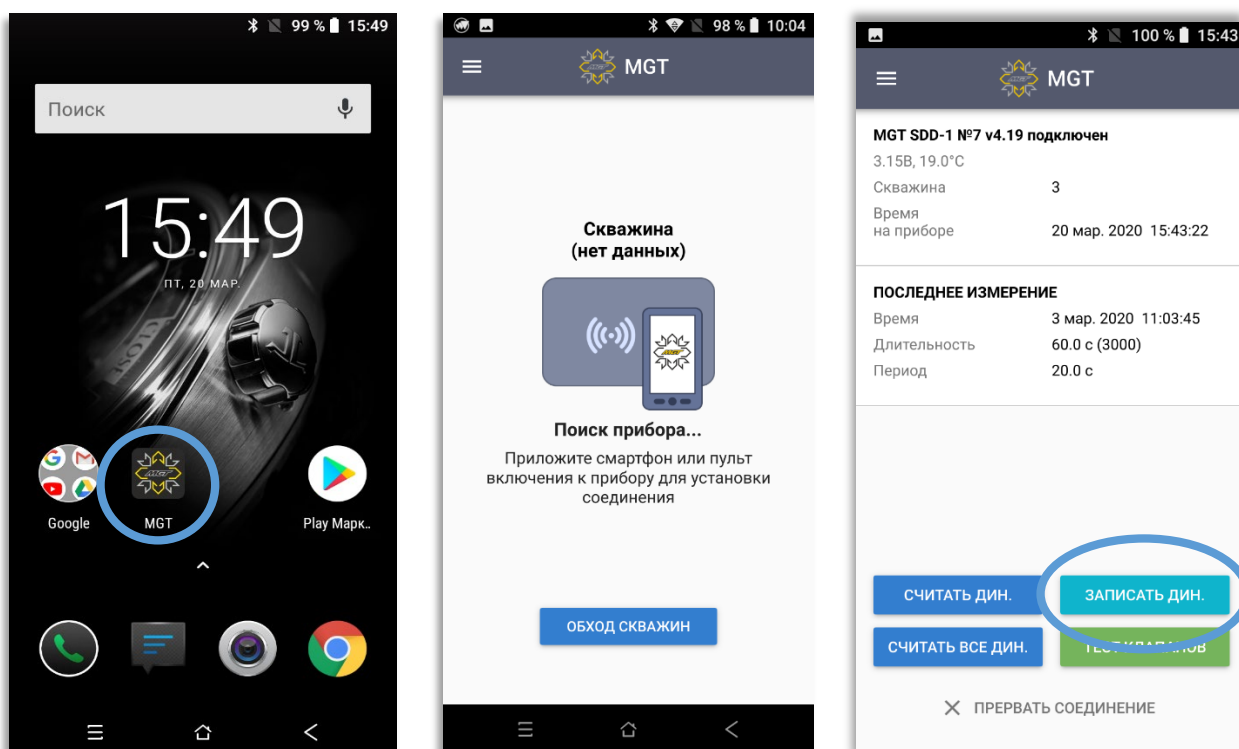 99 % 15:49
Поиск
15:49
ПТ, 20 МАР.
CLOSE
Google
MGT
Play Марк..
98 % 10:04
MGT
Скважина
(нет данных)
Поиск прибора...
Приложите смартфон или пульт
включения к прибору для установки
соединения
ОБХОД СКВАЖИН
100 % 15:43
MGT
MGT SDD-1 №7 v4.19 подключен
3.15В, 19.0°C
Скважина 3
Время
на приборе 20 мар. 2020 15:43:22
ПОСЛЕДНЕЕ ИЗМЕРЕНИЕ
Время 3 мар. 2020 11:03:45
Длительность 60.0 с (3000)
Период 20.0 с
СЧИТАТЬ ДИН.
ЗАПИСАТЬ ДИН.
СЧИТАТЬ ВСЕ ДИН.
ТЕСТ КЛАПАНОВ
ПРЕРВАТЬ СОЕДИНЕНИЕ